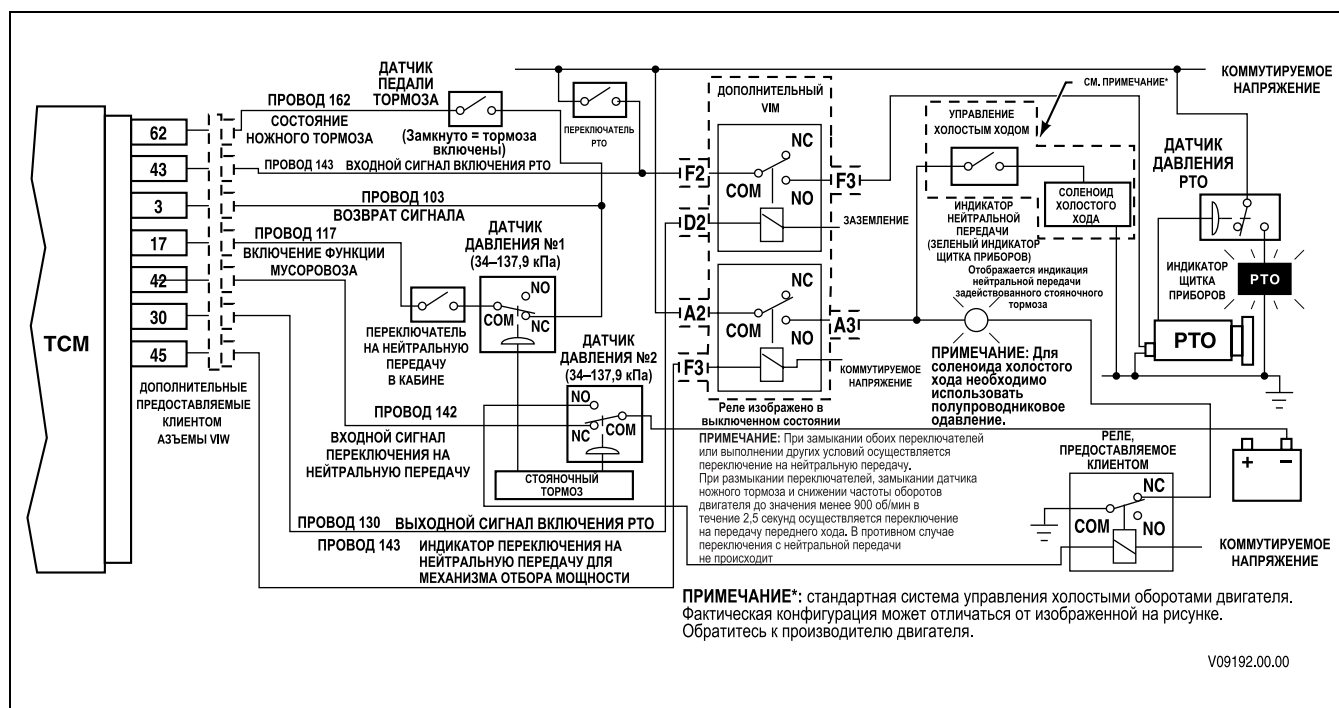 КОММУТИРУЕМОЕ
НАПРЯЖЕНИЕ
ДАТЧИК
ПЕДАЛИ
ТОРМОЗА
ПРОВОД 162
СОСТОЯНИЕ
НОЖНОГО ТОРМОЗА
(Замкнуто = тормоза
включены)
ПЕРЕКЛЮЧАТЕЛЬ
PTO
ДОПОЛНИТЕЛЬНЫЙ
VIM
СМ. ПРИМЕЧАНИЕ*
УПРАВЛЕНИЕ
ХОЛОСТЫМ ХОДОМ
ДАТЧИК
ДАВЛЕНИЯ
PTO
62
43
3
17
42
30
45
TCM
ПРОВОД 143 ВХОДНОЙ СИГНАЛ ВКЛЮЧЕНИЯ PTO
ПРОВОД 103
ВОЗВРАТ СИГНАЛА
ПРОВОД 117
ВКЛЮЧЕНИЕ ФУНКЦИИ
МУСОРОВОЗА
ДАТЧИК
ДАВЛЕНИЯ №1
(34–137,9 кПа)
NO
COM
NC
ПЕРЕКЛЮЧАТЕЛЬ
НА НЕЙТРАЛЬНУЮ
ПЕРЕДАЧУ
В КАБИНЕ
F2
NC
COM
NO
F3
D2
ЗАЗЕМЛЕНИЕ
СОЛЕНОИД
ХОЛОСТОГО
ХОДА
ИНДИКАТОР
НЕЙТРАЛЬНОЙ
ПЕРЕДАЧИ
(ЗЕЛЕНЫЙ ИНДИКАТОР
ЩИТКА ПРИБОРОВ)
Отображается индикация
нейтральной передачи
задействованного стояночного
тормоза
ИНДИКАТОР
ЩИТКА
ПРИБОРОВ
PTO
PTO
A2
NC
COM
NO
A3
F3
КОММУТИРУЕМОЕ
НАПРЯЖЕНИЕ
Реле изображено в
выключенном состоянии
ПРИМЕЧАНИЕ: Для
соленоида холостого
хода необходимо
использовать
полупроводниковое
одавление.
ДАТЧИК
ДАВЛЕНИЯ №2
(34–137,9 кПа)
NO
NC
COM
СТОЯНОЧНЫЙ
ТОРМОЗ
ДОПОЛНИТЕЛЬНЫЕ
ПРЕДОСТАВЛЯЕМЫЕ
КЛИЕНТОМ
АЗЪЕМЫ VIW
ПРОВОД 142
ВХОДНОЙ СИГНАЛ
ПЕРЕКЛЮЧЕНИЯ НА
НЕЙТРАЛЬНУЮ ПЕРЕДАЧУ
ПРИМЕЧАНИЕ: При замыкании обоих переключателей
или выполнении других условий осуществляется
переключение на нейтральную передачу.
При размыкании переключателей, замыкании датчика
ножного тормоза и снижении частоты оборотов
двигателя до значения менее 900 об/мин в
течение 2,5 секунд осуществляется переключение
на передачу переднего хода. В противном случае
переключения с нейтральной передачи
не происходит
РЕЛЕ,
ПРЕДОСТАВЛЯЕМОЕ
КЛИЕНТОМ
NC
COM
NO
+ –
КОММУТИРУЕМОЕ
НАПРЯЖЕНИЕ
ПРОВОД 130 ВЫХОДНОЙ СИГНАЛ ВКЛЮЧЕНИЯ PTO
ПРОВОД 143 ИНДИКАТОР ПЕРЕКЛЮЧЕНИЯ НА
НЕЙТРАЛЬНУЮ ПЕРЕДАЧУ ДЛЯ
МЕХАНИЗМА ОТБОРА МОЩНОСТИ
ПРИМЕЧАНИЕ*: стандартная система управления холостыми оборотами двигателя.
Фактическая конфигурация может отличаться от изображенной на рисунке.
Обратитесь к производителю двигателя.
V09192.00.00